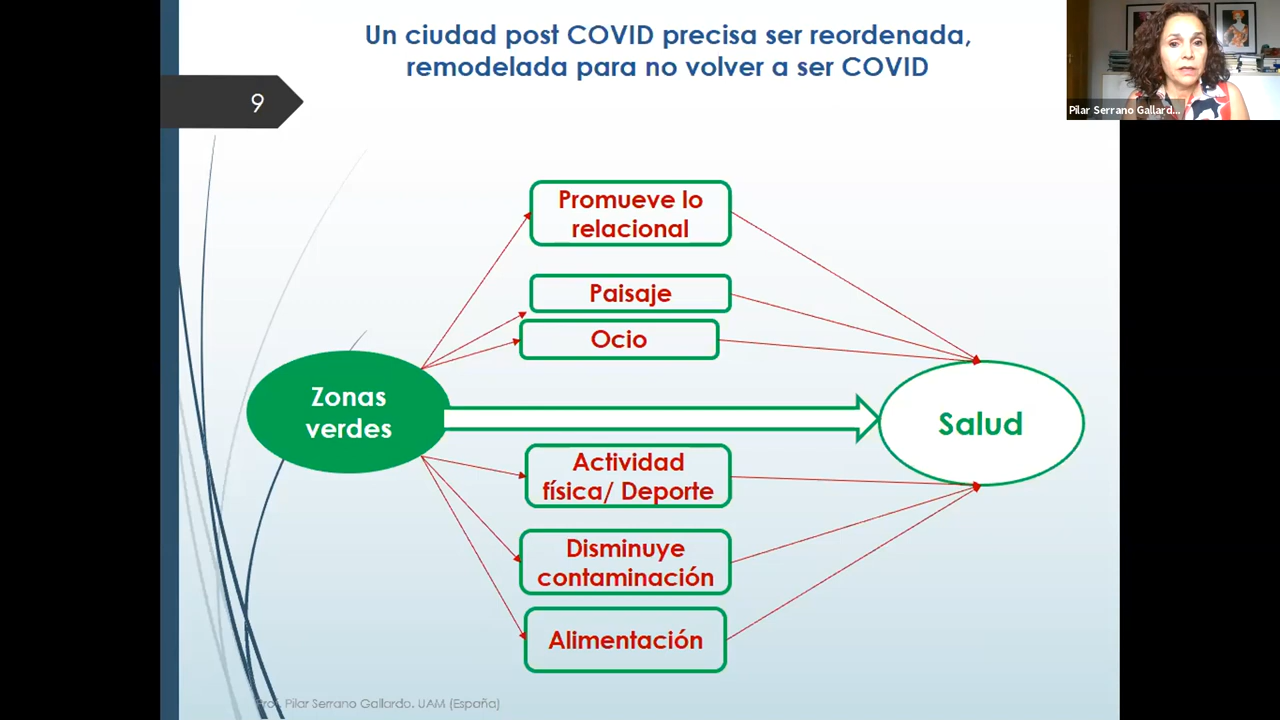 Un ciudad post COVID precisa ser reordenada,
remodelada para no volver a ser COVID
9
Pilar Serrano Gallard...
Promueve lo
relacional
Paisaje
Ocio
Zonas
verdes
Salud
Actividad
física/ Deporte
Disminuye
contaminación
Alimentación
Pilar Serrano Gallardo. UAM (España)